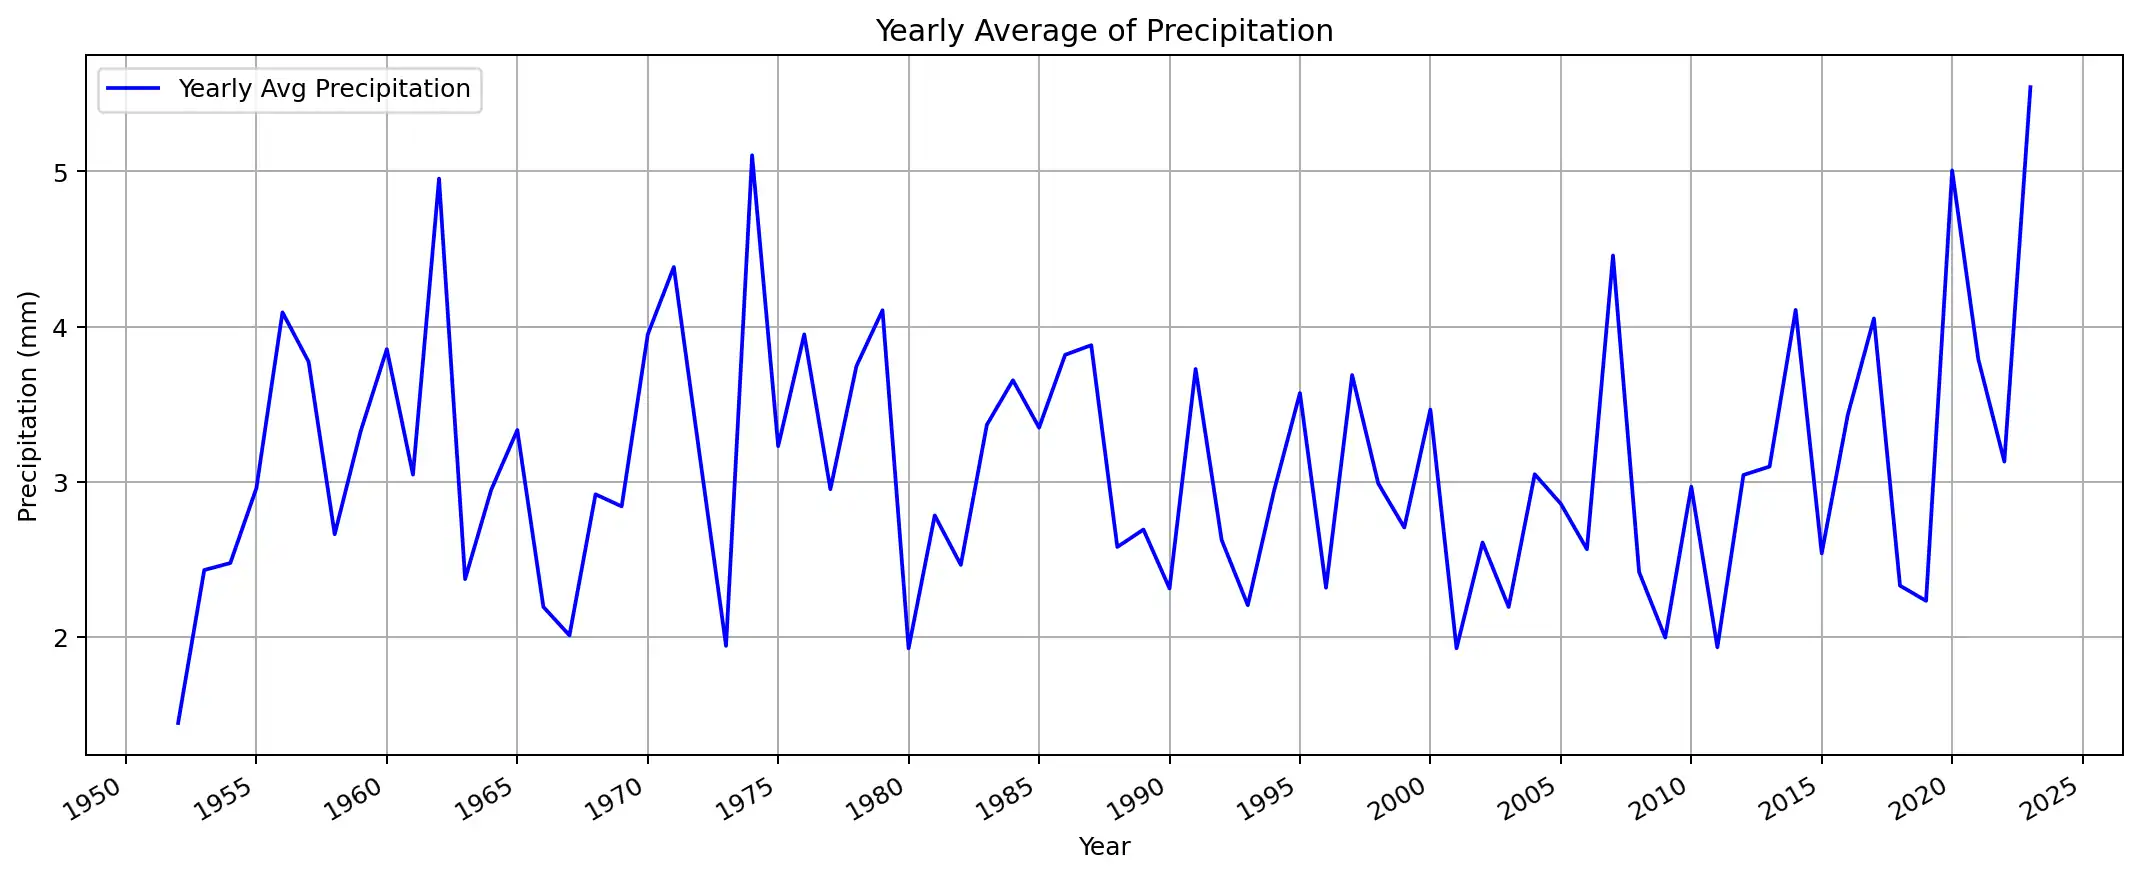 Yearly Average of Precipitation
Yearly Avg Precipitation
5
4
3
2
Precipitation (mm)
1950 1955 1960 1965 1970 1975 1980 1985 1990 1995 2000 2005 2010 2015 2020 2025
Year